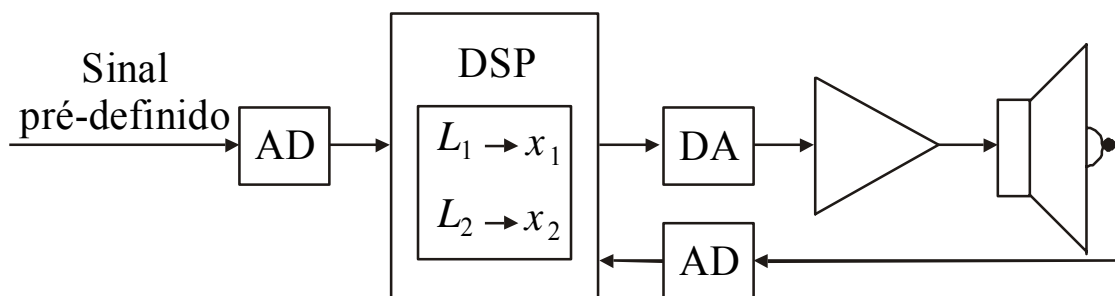 Sinal
pré-definido
AD
DSP
L₁ → x₁
L₂ → x₂
DA
AD